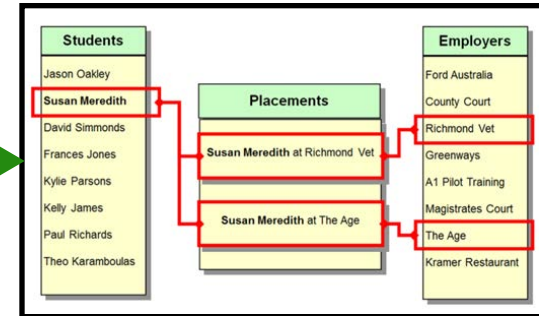 Students
Jason Oakley
Susan Meredith
David Simmonds
Frances Jones
Kylie Parsons
Kelly James
Paul Richards
Theo Karamboulas
Placements
Susan Meredith at Richmond Vet
Susan Meredith at The Age
Employers
Ford Australia
County Court
Richmond Vet
Greenways
A1 Pilot Training
Magistrates Court
The Age
Kramer Restaurant